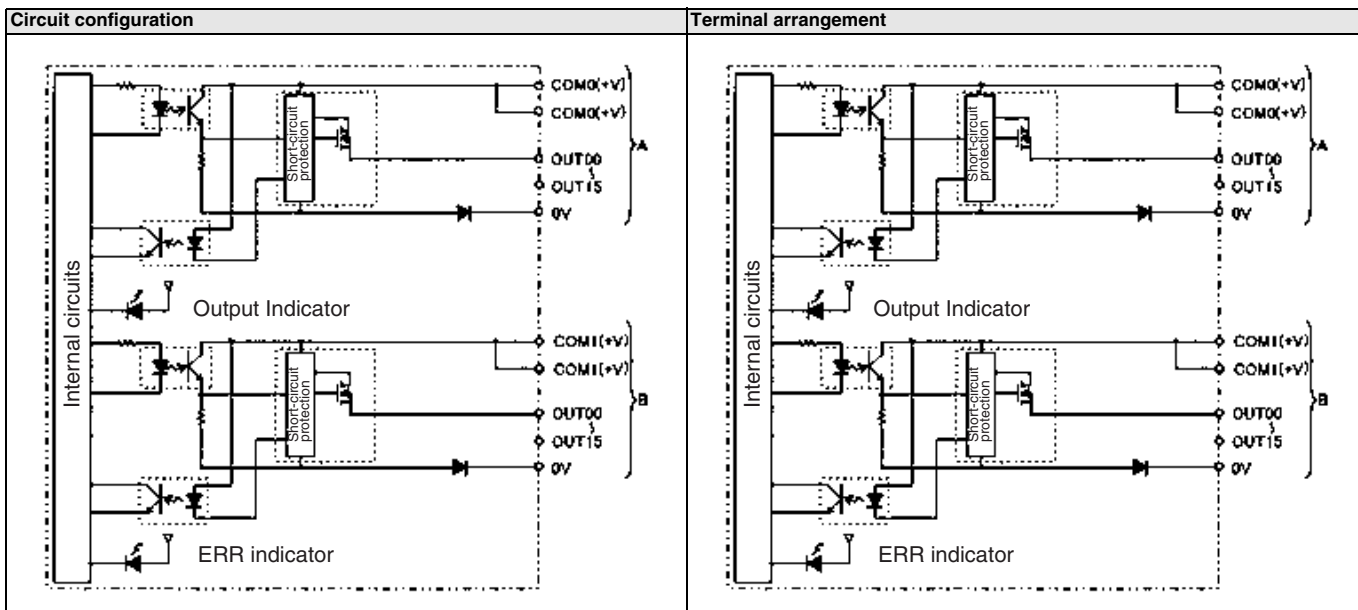 Circuit configuration
Terminal arrangement
COM0(+V)
COM0(+V)
A
Short-circuit
protection
OUT00
OUT15
0V
Internal circuits
Output Indicator
COM1(+V)
COM1(+V)
B
Short-circuit
protection
OUT00
OUT15
0V
ERR indicator
COM0(+V)
COM0(+V)
A
Short-circuit
protection
OUT00
OUT15
0V
Internal circuits
Output Indicator
COM1(+V)
COM1(+V)
B
Short-circuit
protection
OUT00
OUT15
0V
ERR indicator